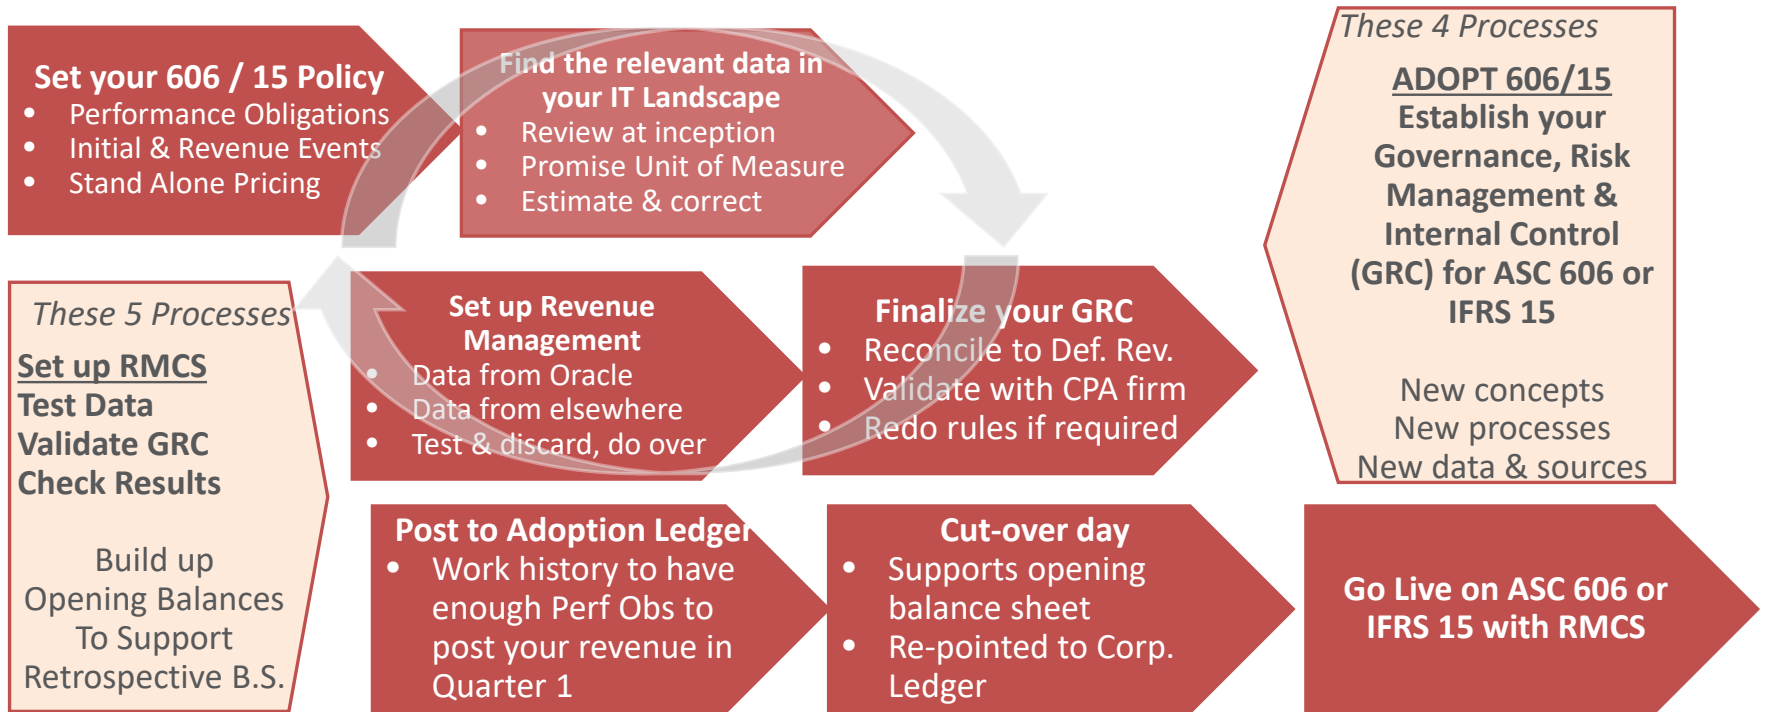 Set your 606 / 15 Policy
• Performance Obligations
• Initial & Revenue Events
• Stand Alone Pricing
Find the relevant data in
your IT Landscape
• Review at inception
• Promise Unit of Measure
• Estimate & correct
These 4 Processes
ADOPT 606/15
Establish your
Governance, Risk
Management &
Internal Control
(GRC) for ASC 606 or
IFRS 15
New concepts
New processes
New data & sources
These 5 Processes
Set up RMCS
Test Data
Validate GRC
Check Results
Build up
Opening Balances
To Support
Retrospective B.S.
Set up Revenue
Management
• Data from Oracle
• Data from elsewhere
• Test & discard, do over
Finalize your GRC
• Reconcile to Def. Rev.
• Validate with CPA firm
• Redo rules if required
Post to Adoption Ledger
• Work history to have
enough Perf Obs to
post your revenue in
Quarter 1
Cut-over day
• Supports opening
balance sheet
• Re-pointed to Corp.
Ledger
Go Live on ASC 606 or
IFRS 15 with RMCS